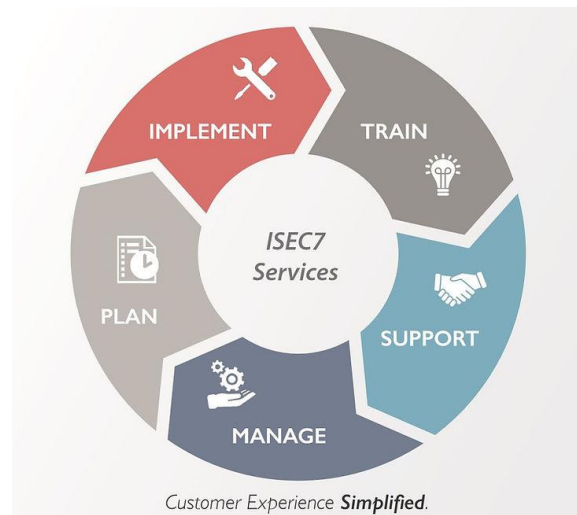 IMPLEMENT
TRAIN
ISEC7
Services
PLAN
SUPPORT
MANAGE
Customer Experience Simplified.